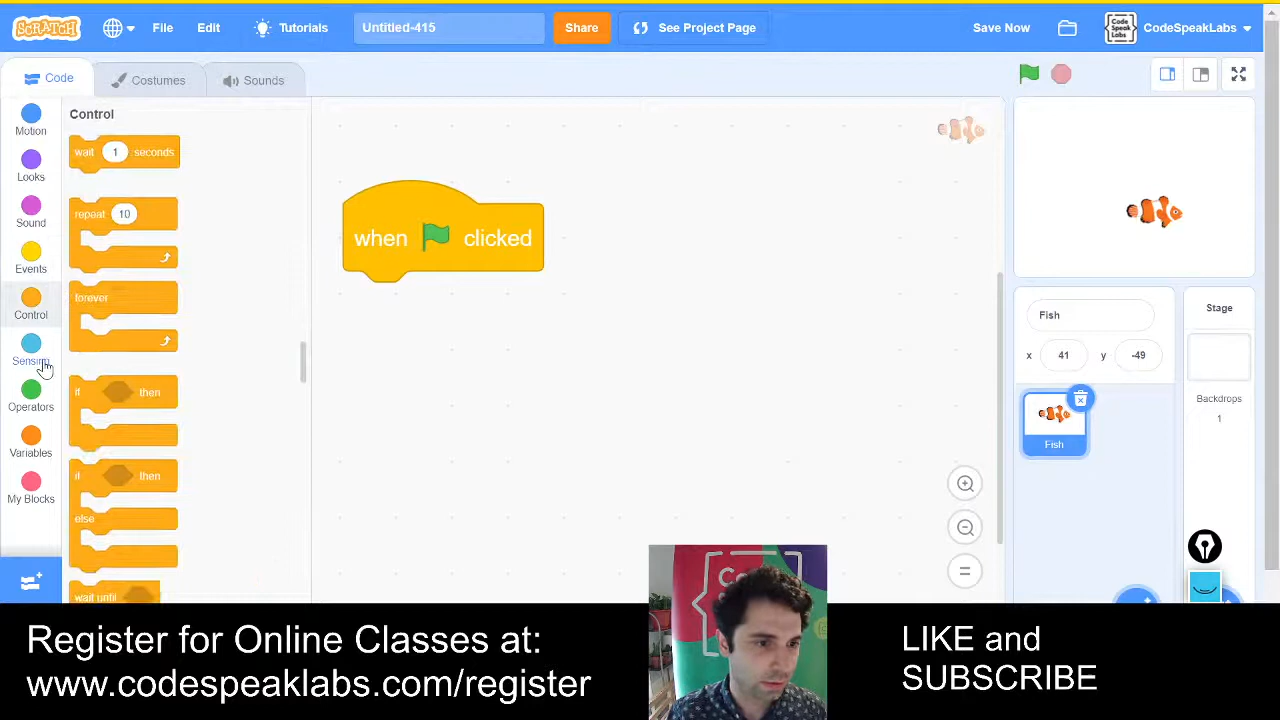 SCRATCH
File
Edit
Tutorials
Untitled-415
Share
See Project Page
Save Now
Code Speak Labs
CodeSpeakLabs
Code
Costumes
Sounds
Motion
Looks
Sound
Events
Control
Sensing
Operators
Variables
My Blocks
Control
wait 1 seconds
repeat 10
forever
if then
if then
else
wait until
when clicked
Fish
x 41 y -49
Fish
Stage
Backdrops
1
Register for Online Classes at:
www.codespeaklabs.com/register
LIKE and
SUBSCRIBE